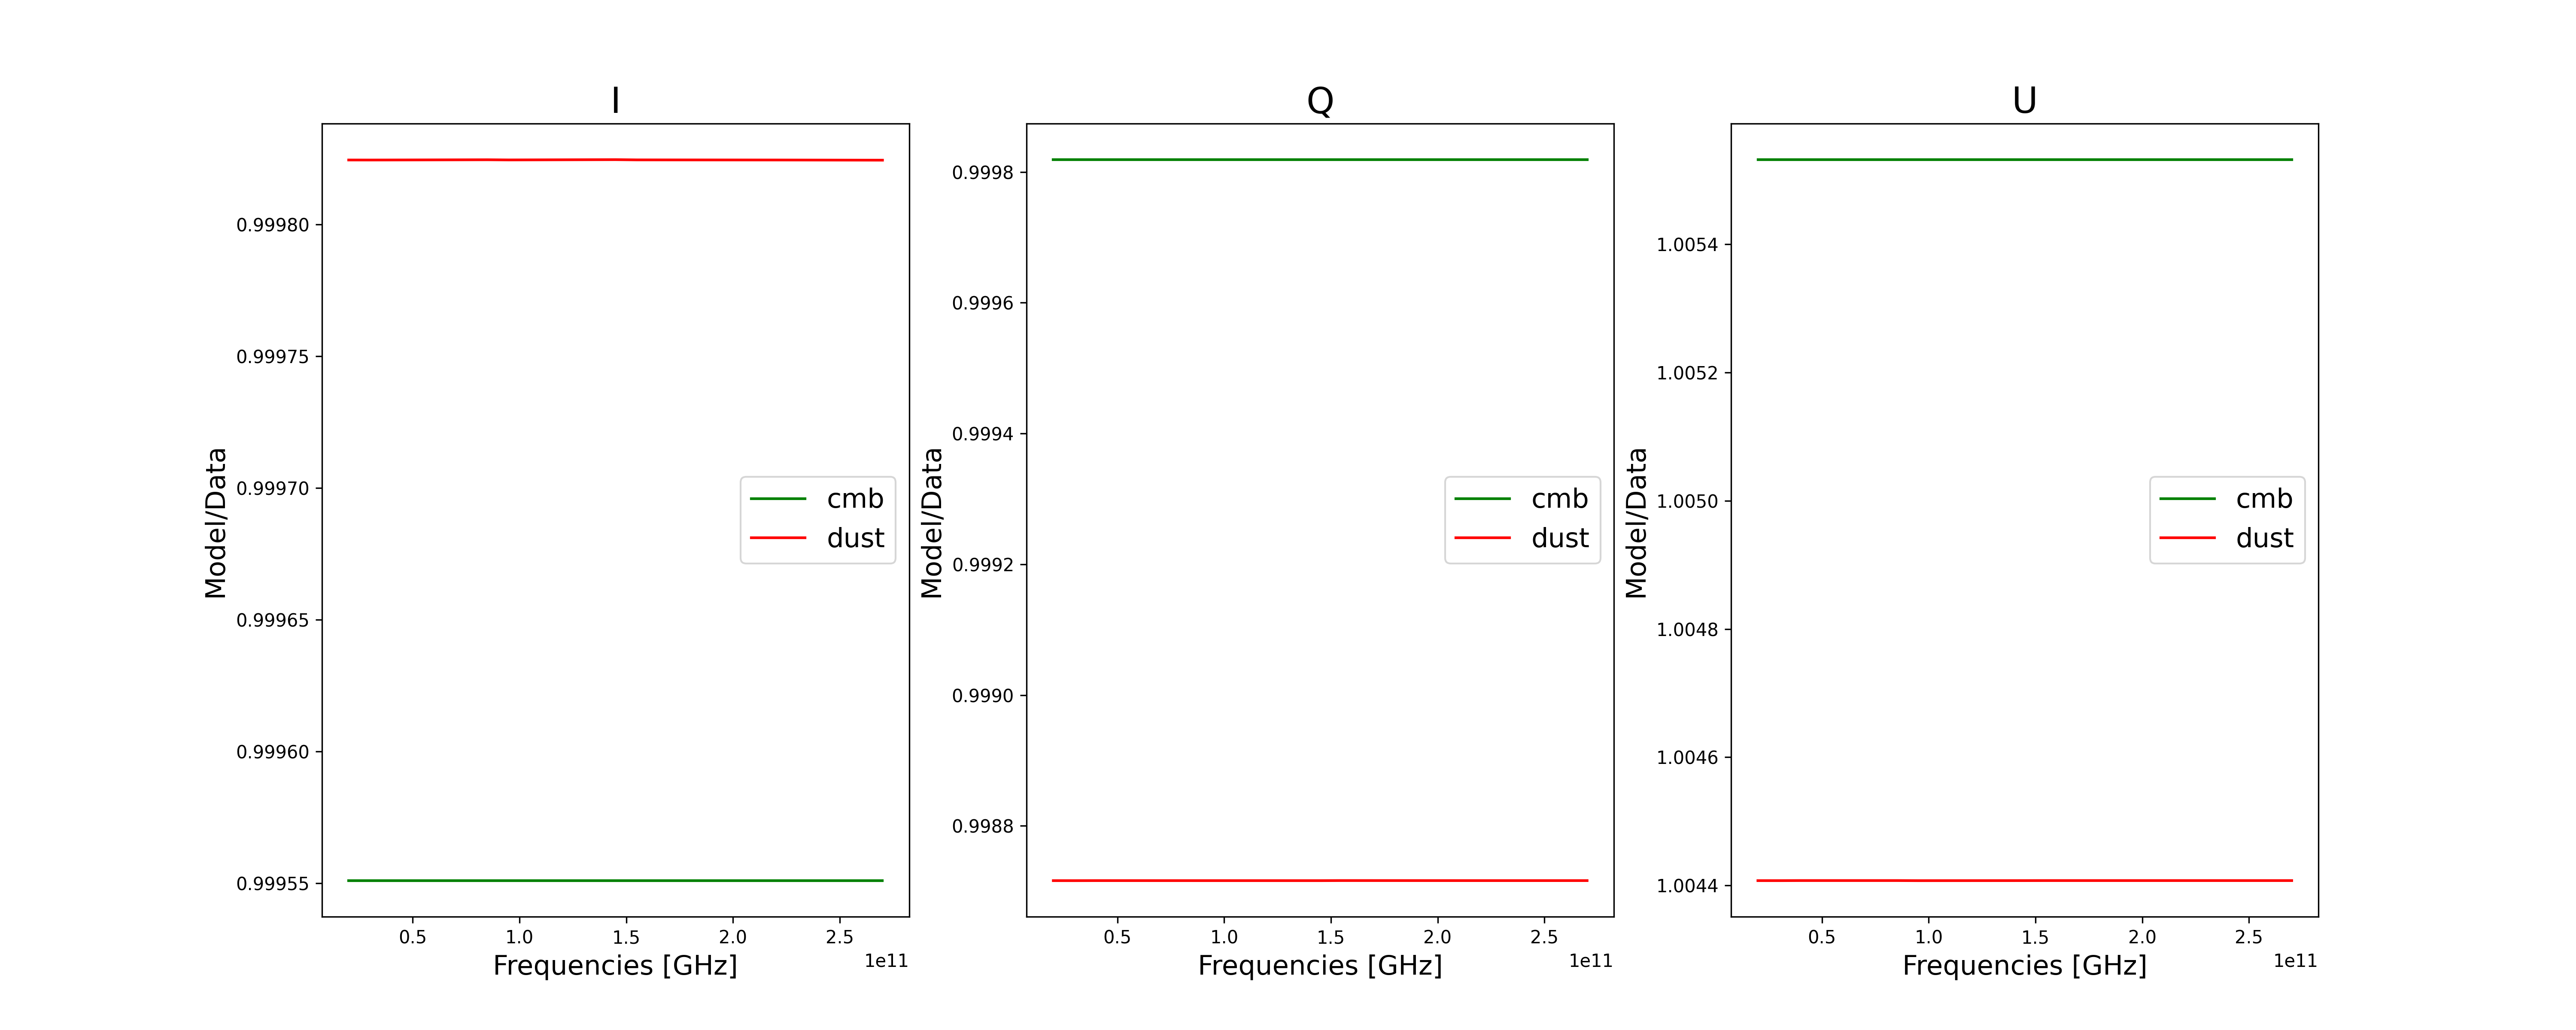 I
Model/Data
0.99980
0.99975
0.99970
0.99965
0.99960
0.99955
cmb
dust
0.5 1.0 1.5 2.0 2.5
1e11
Frequencies [GHz]
Q
Model/Data
0.9998
0.9996
0.9994
0.9992
0.9990
0.9988
cmb
dust
0.5 1.0 1.5 2.0 2.5
1e11
Frequencies [GHz]
U
Model/Data
1.0054
1.0052
1.0050
1.0048
1.0046
1.0044
cmb
dust
0.5 1.0 1.5 2.0 2.5
1e11
Frequencies [GHz]